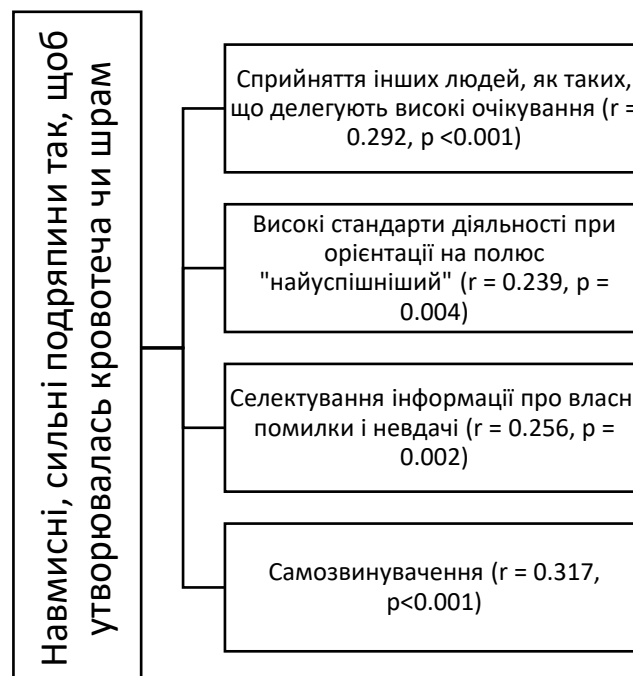 Навмисні, сильні подряпини так, щоб
утворювалась кровотеча чи шрам
Сприйняття інших людей, як таких,
що делегують високі очікування (r =
0.292, p <0.001)
Високі стандарти діяльності при
орієнтації на полюс
"найуспішніший" (r = 0.239, p =
0.004)
Селектування інформації про власн
помилки і невдачі (r = 0.256, p =
0.002)
Самозвинувачення (r = 0.317,
p<0.001)